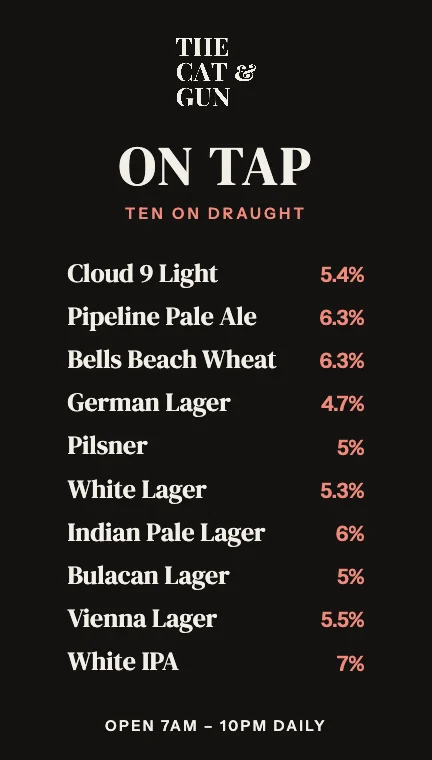 THE
CAT &
GUN
ON TAP
TEN ON DRAUGHT
Cloud 9 Light 5.4%
Pipeline Pale Ale 6.3%
Bells Beach Wheat 6.3%
German Lager 4.7%
Pilsner 5%
White Lager 5.3%
Indian Pale Lager 6%
Bulacan Lager 5%
Vienna Lager 5.5%
White IPA 7%
OPEN 7AM – 10PM DAILY